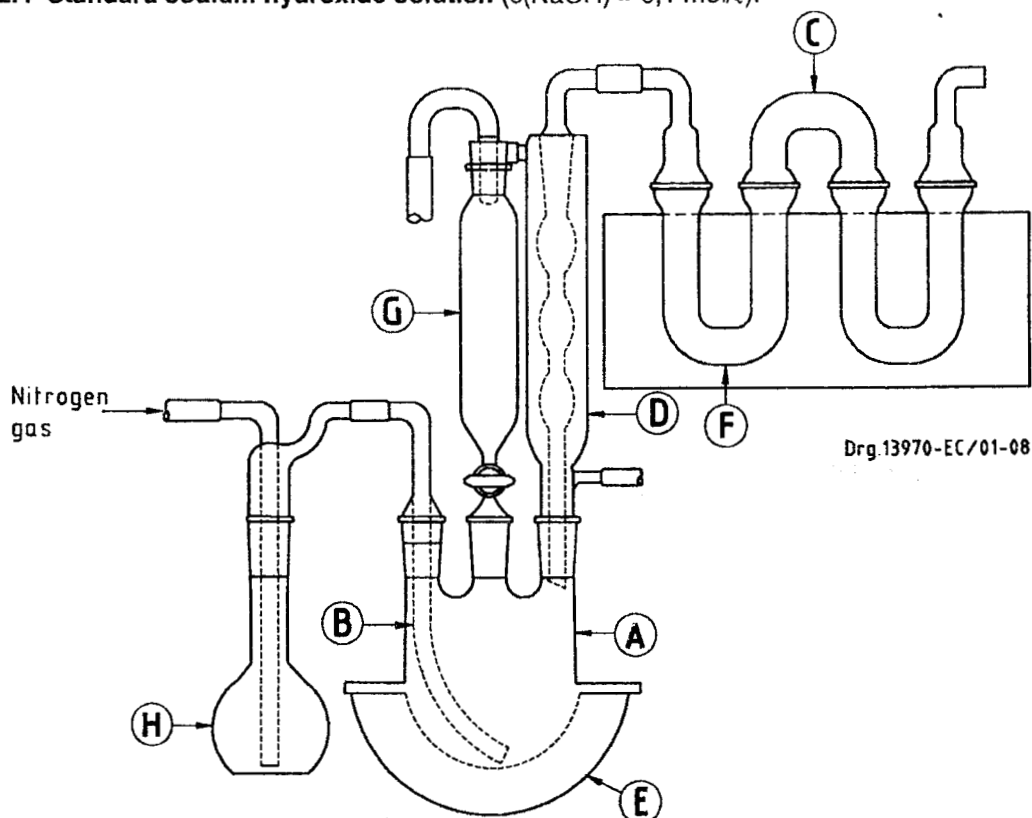 Standard sodium hydroxide solution (c(NaOH) = 0,1 mol/ℓ).
C
G
D
F
Nitrogen
gas
Drg.13970-EC/01-08
B
A
H
E